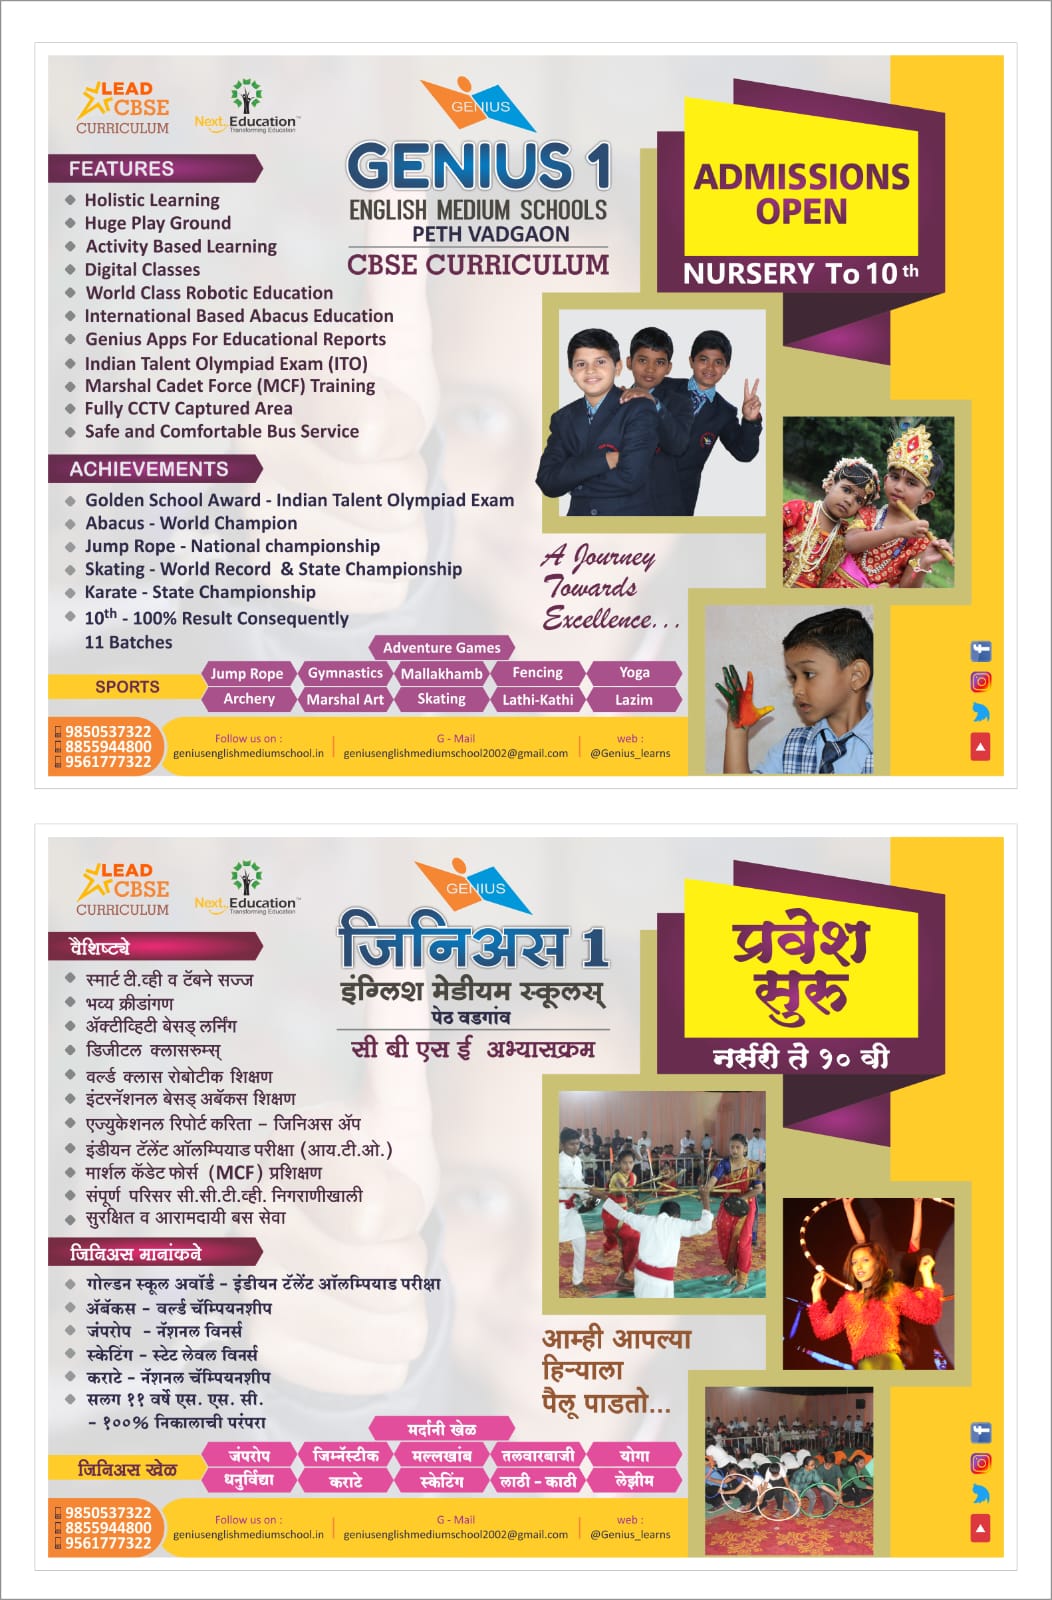 LEAD
CBSE
CURRICULUM
Next Education™
Transforming Education
GENIUS
GENIUS 1
ENGLISH MEDIUM SCHOOLS
PETH VADGAON
CBSE CURRICULUM
ADMISSIONS
OPEN
NURSERY To 10th
FEATURES
Holistic Learning
Huge Play Ground
Activity Based Learning
Digital Classes
World Class Robotic Education
International Based Abacus Education
Genius Apps For Educational Reports
Indian Talent Olympiad Exam (ITO)
Marshal Cadet Force (MCF) Training
Fully CCTV Captured Area
Safe and Comfortable Bus Service
ACHIEVEMENTS
Golden School Award - Indian Talent Olympiad Exam
Abacus - World Champion
Jump Rope - National championship
Skating - World Record & State Championship
Karate - State Championship
10th - 100% Result Consequently
11 Batches
A Journey
Towards
Excellence...
SPORTS
Adventure Games
Jump Rope Gymnastics Mallakhamb Fencing Yoga
Archery Marshal Art Skating Lathi-Kathi Lazim
9850537322
8855944800
9561777322
Follow us on :
geniusenglishmediumschool.in
G - Mail
geniusenglishmediumschool2002@gmail.com
web :
@Genius_learns
LEAD
CBSE
CURRICULUM
Next Education™
Transforming Education
GENIUS
जिनिअस 1
इंग्लिश मेडीयम स्कूलस्
पेठ वडगांव
सी बी एस ई अभ्यासक्रम
प्रवेश
सुरु
नर्सरी ते १० वी
वैशिष्ट्ये
स्मार्ट टी.व्ही व टॅबने सज्ज
भव्य क्रीडांगण
ॲक्टीव्हिटी बेसड् लर्निंग
डिजीटल क्लासरुम्स्
वर्ल्ड क्लास रोबोटीक शिक्षण
इंटरनॅशनल बेसड् अबॅकस शिक्षण
एज्युकेशनल रिपोर्ट करिता – जिनिअस ॲप
इंडीयन टॅलेंट ऑलम्पियाड परीक्षा (आय.टी.ओ.)
मार्शल कॅडेट फोर्स (MCF) प्रशिक्षण
संपूर्ण परिसर सी.सी.टी.व्ही. निगराणीखाली
सुरक्षित व आरामदायी बस सेवा
जिनिअस मानांकने
गोल्डन स्कूल अवॉर्ड – इंडीयन टॅलेंट ऑलम्पियाड परीक्षा
ॲबॅकस – वर्ल्ड चॅम्पियनशीप
जंपरोप – नॅशनल विनर्स
स्केटिंग – स्टेट लेवल विनर्स
कराटे – नॅशनल चॅम्पियनशीप
सलग ११ वर्षे एस. एस. सी.
– १००% निकालाची परंपरा
आम्ही आपल्या
हिऱ्याला
पैलू पाडतो...
जिनिअस खेळ
मर्दानी खेळ
जंपरोप जिम्नॅस्टीक मल्लखांब तलवारबाजी योगा
धनुर्विद्या कराटे स्केटिंग लाठी – काठी लेझीम
9850537322
8855944800
9561777322
Follow us on :
geniusenglishmediumschool.in
G - Mail
geniusenglishmediumschool2002@gmail.com
web :
@Genius_learns